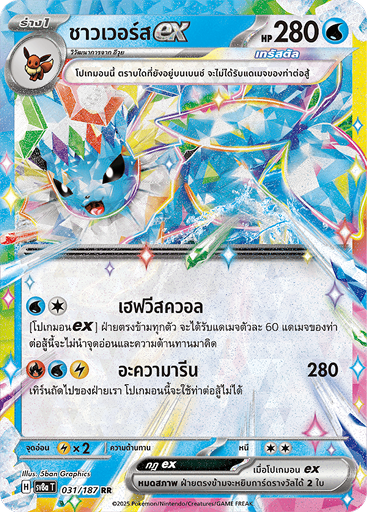 ร่าง 1 ชาวเวอร์ส ex HP 280
วิวัฒนาการจาก อีวุย
เทร์สตัล
โปเกมอนนี้ ตราบใดที่ยังอยู่บนเบนช์ จะไม่ได้รับแดเมจของท่าต่อสู้
เฮฟวีสควอล
[โปเกมอน ex] ฝ่ายตรงข้ามทุกตัว จะได้รับแดเมจตัวละ 60 แดเมจของท่า
ต่อสู้นี้จะไม่นำจุดอ่อนและความต้านทานมาคิด
อะความารีน 280
เทิร์นถัดไปของฝ่ายเรา โปเกมอนนี้จะใช้ท่าต่อสู้ไม่ได้
จุดอ่อน ×2 ความต้านทาน หนี
Illus. 5ban Graphics
กฎ ex เมื่อโปเกมอน ex
หมดสภาพ ฝ่ายตรงข้ามจะหยิบการ์ดรางวัลได้ 2 ใบ
H 031/187 RR
©2025 Pokémon/Nintendo/Creatures/GAME FREAK.